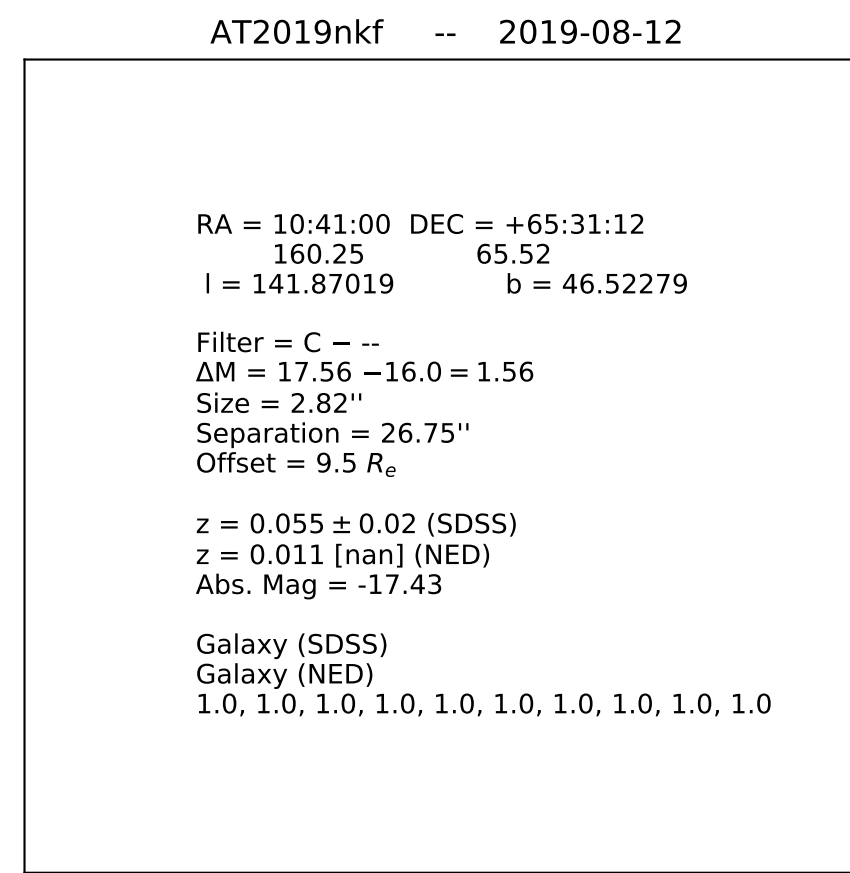 AT2019nkf -- 2019-08-12
RA = 10:41:00 DEC = +65:31:12
160.25 65.52
l = 141.87019 b = 46.52279
Filter = C − --
ΔM = 17.56 −16.0 = 1.56
Size = 2.82''
Separation = 26.75''
Offset = 9.5 Rₑ
z = 0.055 ± 0.02 (SDSS)
z = 0.011 [nan] (NED)
Abs. Mag = -17.43
Galaxy (SDSS)
Galaxy (NED)
1.0, 1.0, 1.0, 1.0, 1.0, 1.0, 1.0, 1.0, 1.0, 1.0